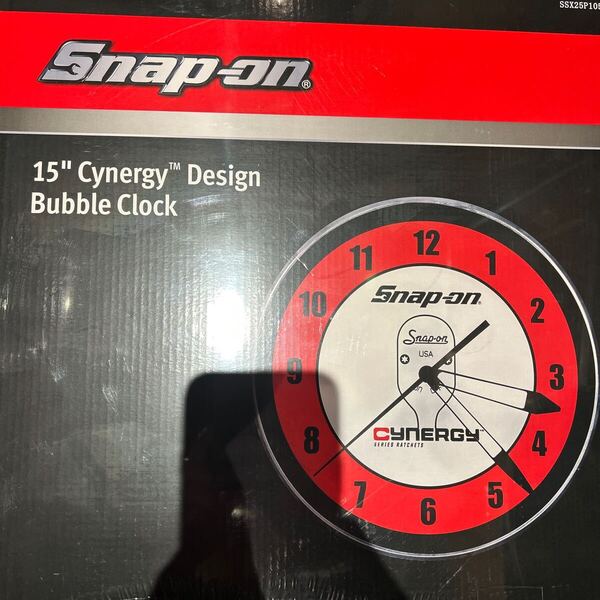 SSX25P105
Snap-on®
15" Cynergy™ Design
Bubble Clock
12
11
1
10
2
9
3
8
4
7
5
6
Snap-on
Snap-on
USA
CYNERGY
SERIES RATCHETS